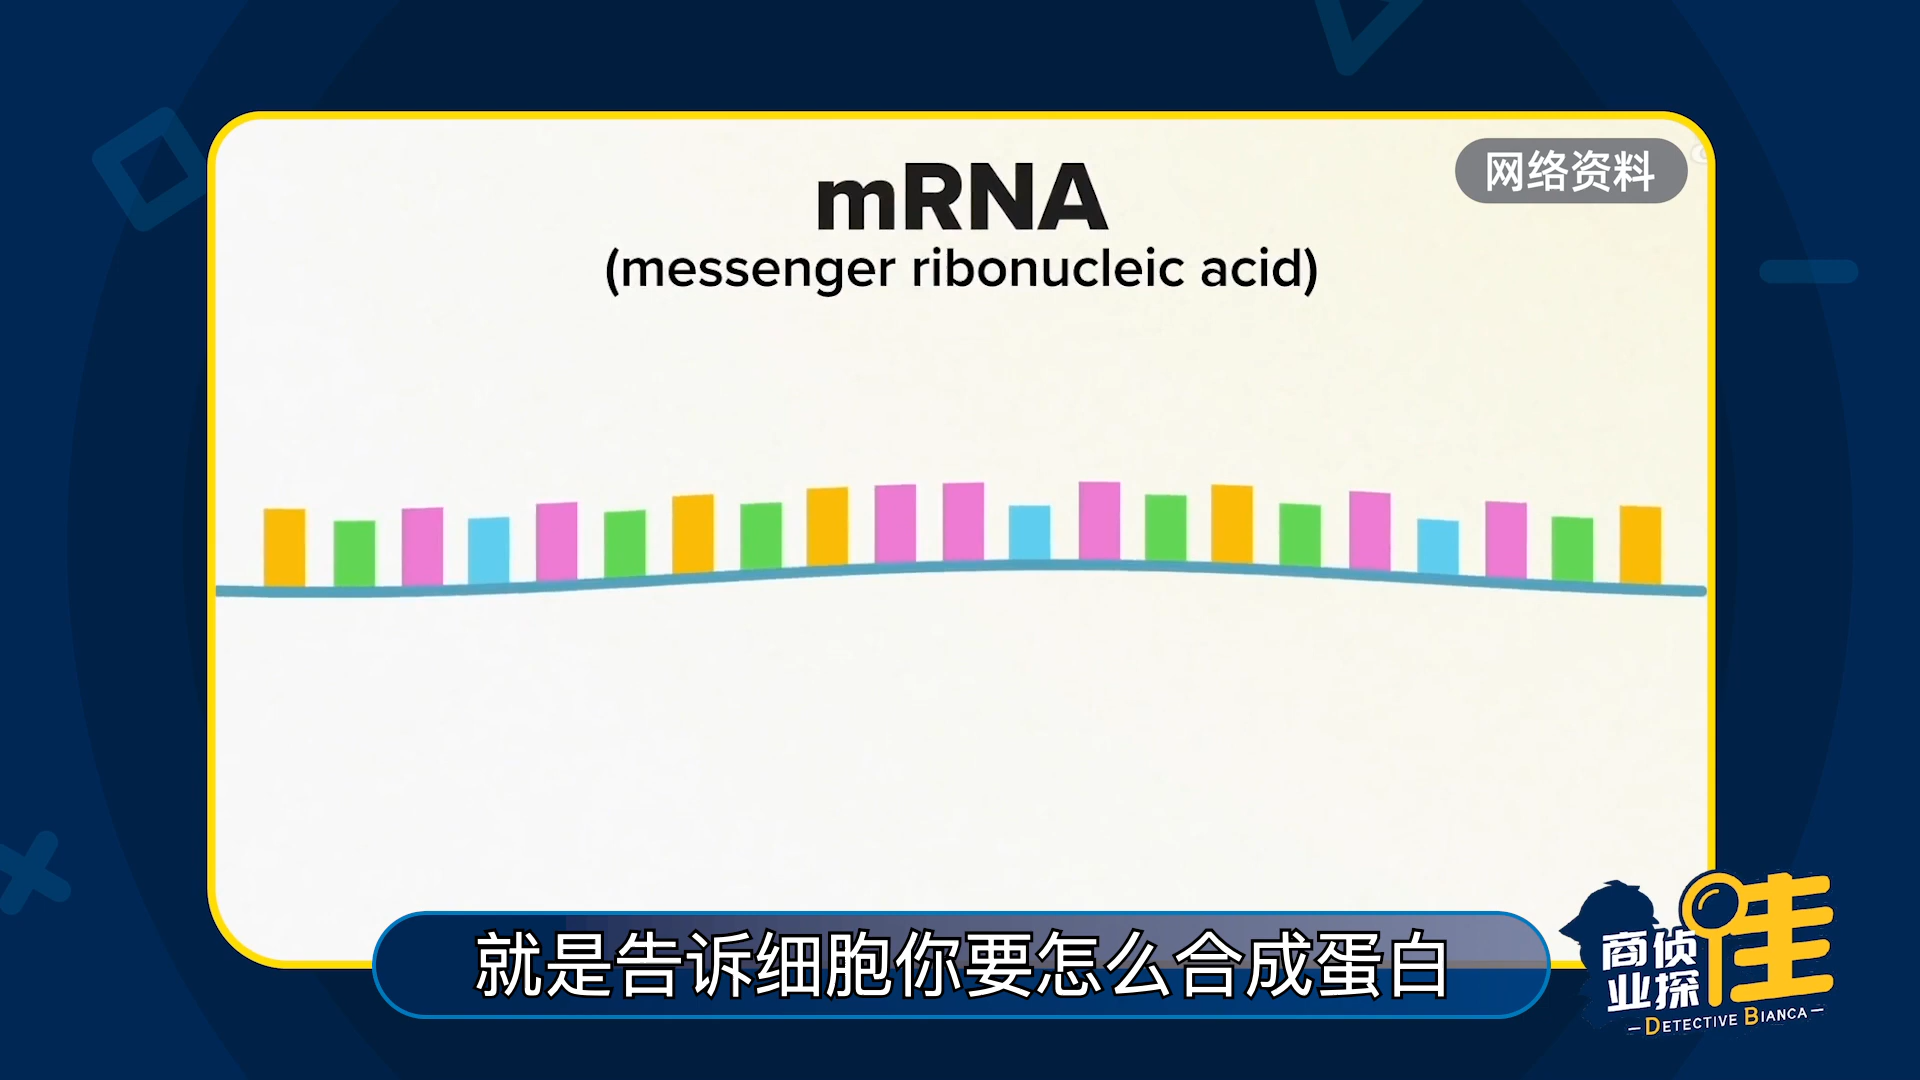 mRNA
(messenger ribonucleic acid)
网络资料
就是告诉细胞你要怎么合成蛋白
商业侦探佳
DETECTIVE BIANCA